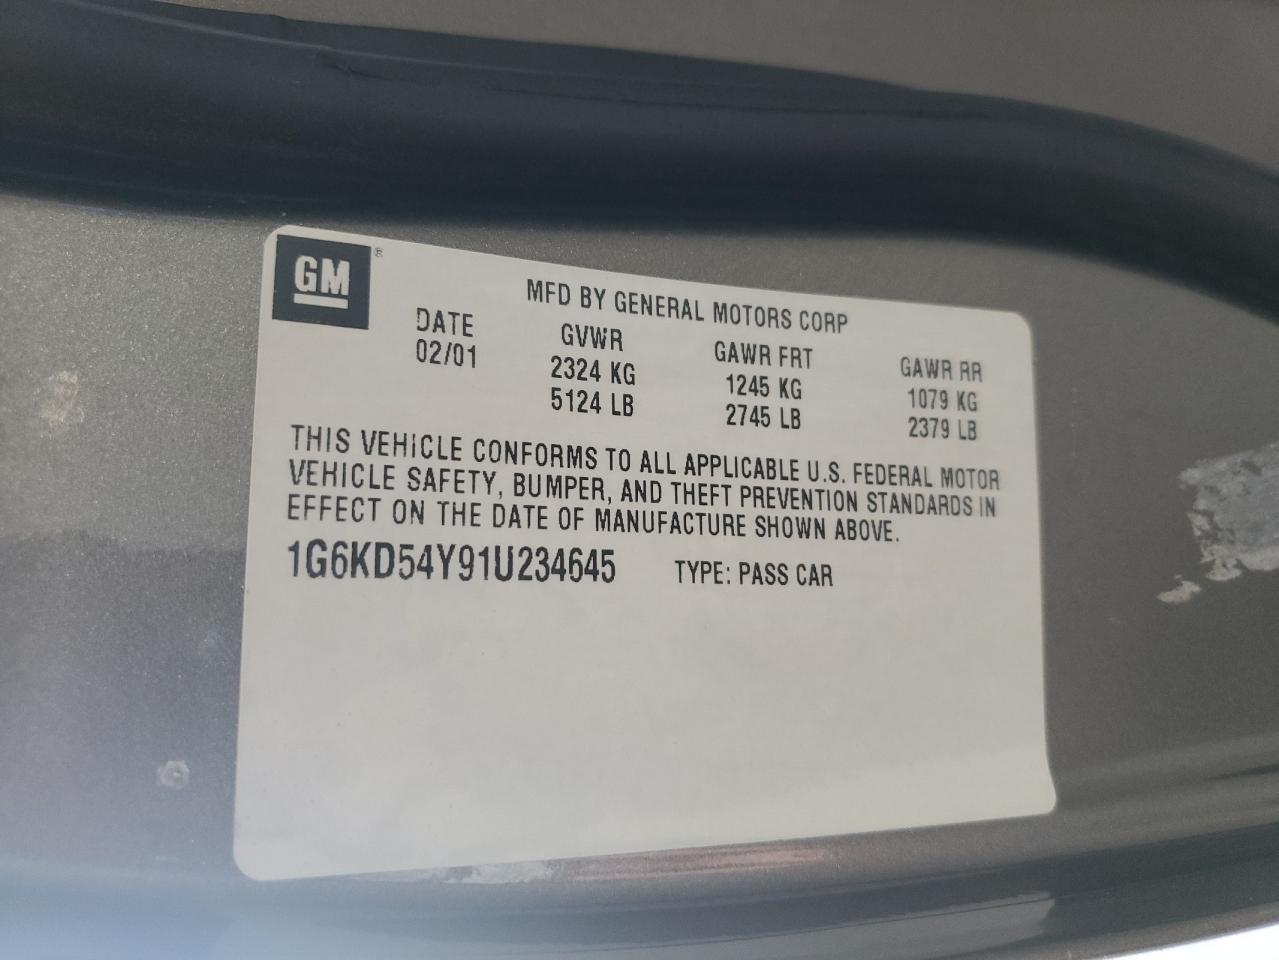 GM ®
MFD BY GENERAL MOTORS CORP
DATE GVWR GAWR FRT GAWR RR
02/01 2324 KG 1245 KG 1079 KG
5124 LB 2745 LB 2379 LB
THIS VEHICLE CONFORMS TO ALL APPLICABLE U.S. FEDERAL MOTOR
VEHICLE SAFETY, BUMPER, AND THEFT PREVENTION STANDARDS IN
EFFECT ON THE DATE OF MANUFACTURE SHOWN ABOVE.
1G6KD54Y91U234645 TYPE: PASS CAR